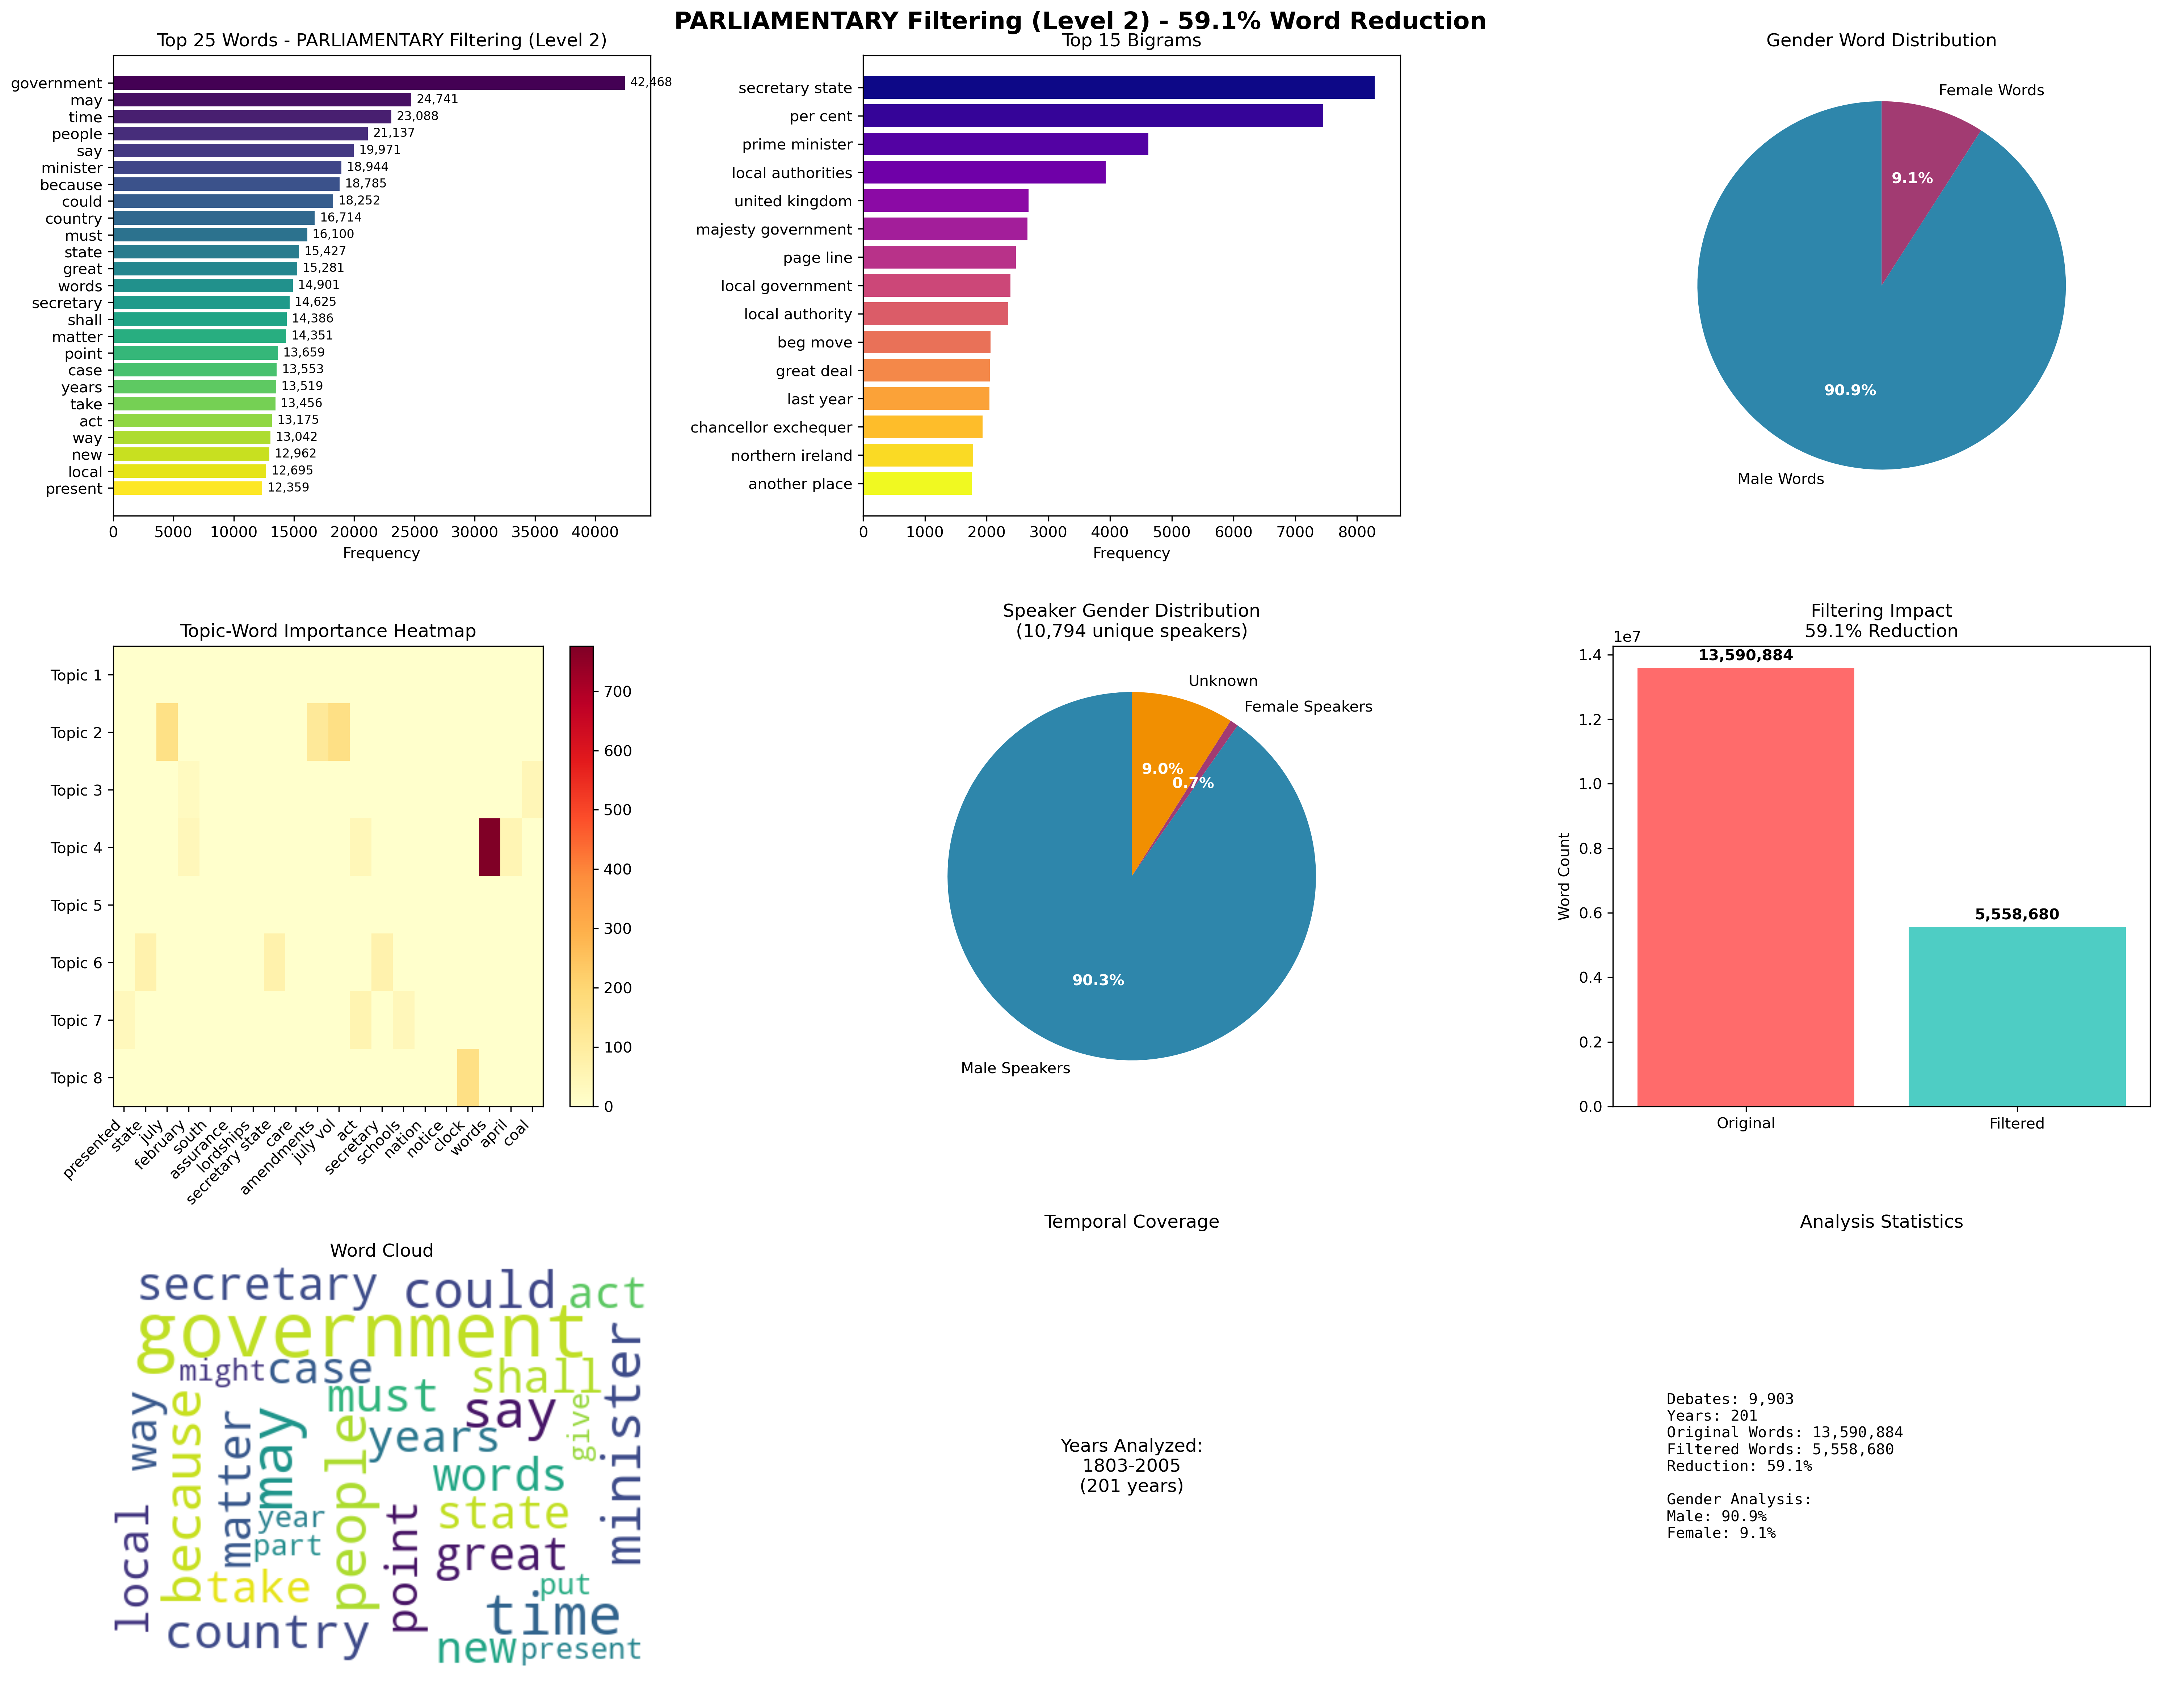 PARLIAMENTARY Filtering (Level 2) - 59.1% Word Reduction
Top 25 Words - PARLIAMENTARY Filtering (Level 2)
government 42,468
may 24,741
time 23,088
people 21,137
say 19,971
minister 18,944
because 18,785
could 18,252
country 16,714
must 16,100
state 15,427
great 15,281
words 14,901
secretary 14,625
shall 14,386
matter 14,351
point 13,659
case 13,553
years 13,519
take 13,456
act 13,175
way 13,042
new 12,962
local 12,695
present 12,359
0 5000 10000 15000 20000 25000 30000 35000 40000
Frequency
Top 15 Bigrams
secretary state
per cent
prime minister
local authorities
united kingdom
majesty government
page line
local government
local authority
beg move
great deal
last year
chancellor exchequer
northern ireland
another place
0 1000 2000 3000 4000 5000 6000 7000 8000
Frequency
Gender Word Distribution
Female Words
9.1%
90.9%
Male Words
Topic-Word Importance Heatmap
Topic 1
Topic 2
Topic 3
Topic 4
Topic 5
Topic 6
Topic 7
Topic 8
presented
state
july
february
south
assurance
lordships
secretary state
care
amendments
july vol
act
secretary
schools
nation
notice
clock
words
april
coal
700
600
500
400
300
200
100
0
Speaker Gender Distribution
(10,794 unique speakers)
Unknown
Female Speakers
9.0%
0.7%
90.3%
Male Speakers
Filtering Impact
59.1% Reduction
1e7
1.4
1.2
1.0
0.8
0.6
0.4
0.2
0.0
Word Count
13,590,884
5,558,680
Original Filtered
Word Cloud
secretary
could
act
government
minister
might
case
shall
must
say
way
because
matter
may
people
years
give
words
local
year
state
part
point
great
take
put
time
country
new
present
Temporal Coverage
Years Analyzed:
1803-2005
(201 years)
Analysis Statistics
Debates: 9,903
Years: 201
Original Words: 13,590,884
Filtered Words: 5,558,680
Reduction: 59.1%
Gender Analysis:
Male: 90.9%
Female: 9.1%